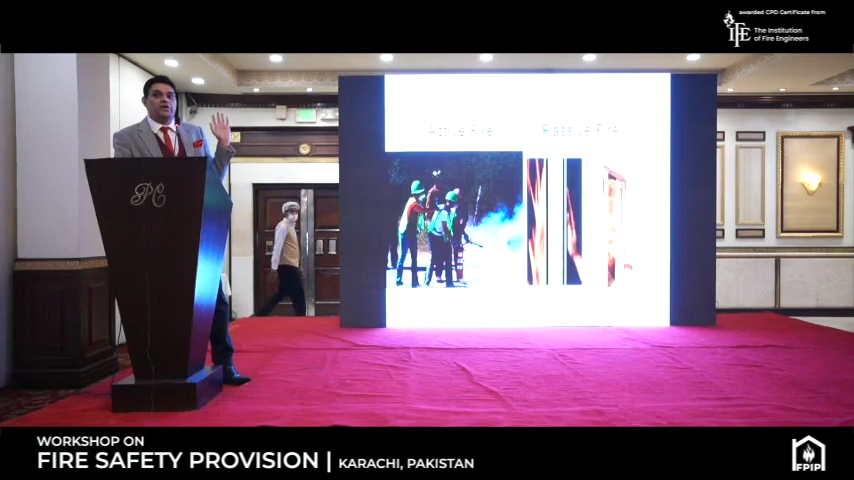 awarded CPD Certificate from
IFE
The Institution
of Fire Engineers
Active Fire
Passive Fire
PC
WORKSHOP ON
FIRE SAFETY PROVISION | KARACHI, PAKISTAN
FPIP